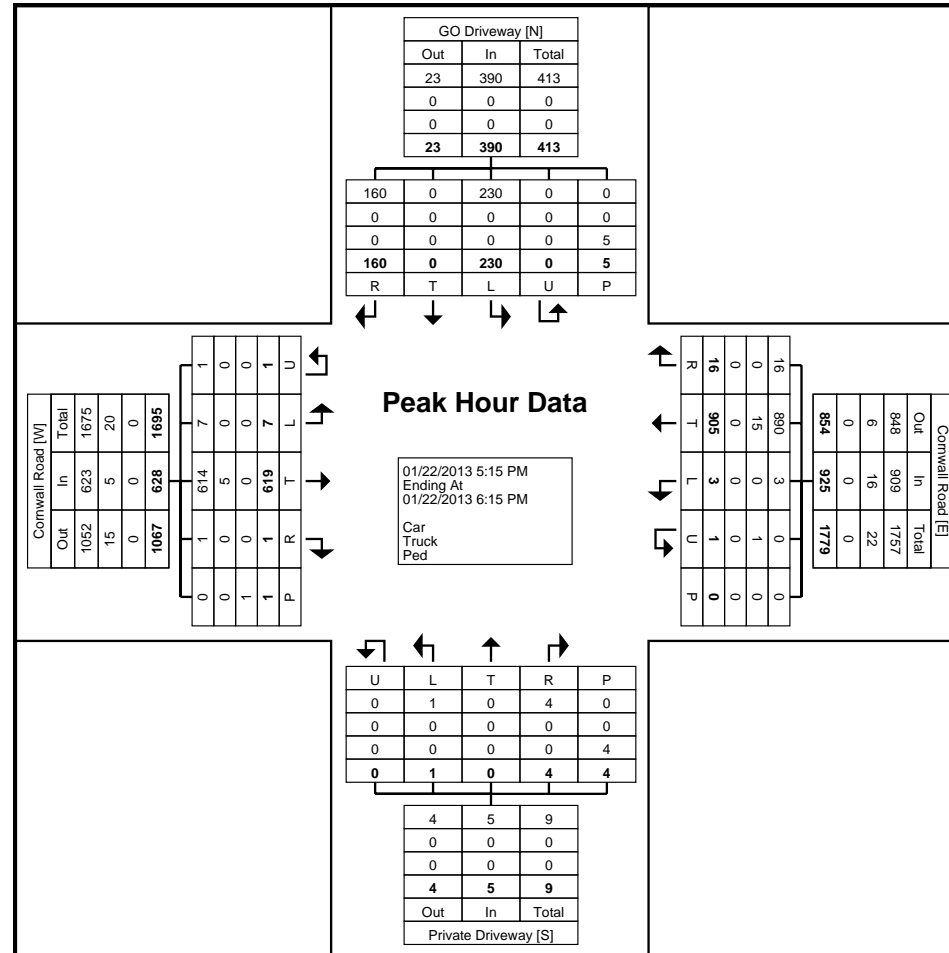 GO Driveway [N]
Out In Total
23 390 413
0 0 0
0 0 0
23 390 413
160 0 230 0 0
0 0 0 0 0
0 0 0 0 5
160 0 230 0 5
R T L U P
Cornwall Road [W]
Out In Total
1052 623 1675
15 5 20
0 0 0
1067 628 1695
0 1 614 7 1
0 0 5 0 0
1 0 0 0 0
1 1 619 7 1
P R T L U
Peak Hour Data
01/22/2013 5:15 PM
Ending At
01/22/2013 6:15 PM
Car
Truck
Ped
Cornwall Road [E]
Out In Total
848 909 1757
6 16 22
0 0 0
854 925 1779
16 890 3 0 0
0 15 0 1 0
0 0 0 0 0
16 905 3 1 0
R T L U P
U L T R P
0 1 0 4 0
0 0 0 0 0
0 0 0 0 4
0 1 0 4 4
4 5 9
0 0 0
0 0 0
4 5 9
Out In Total
Private Driveway [S]